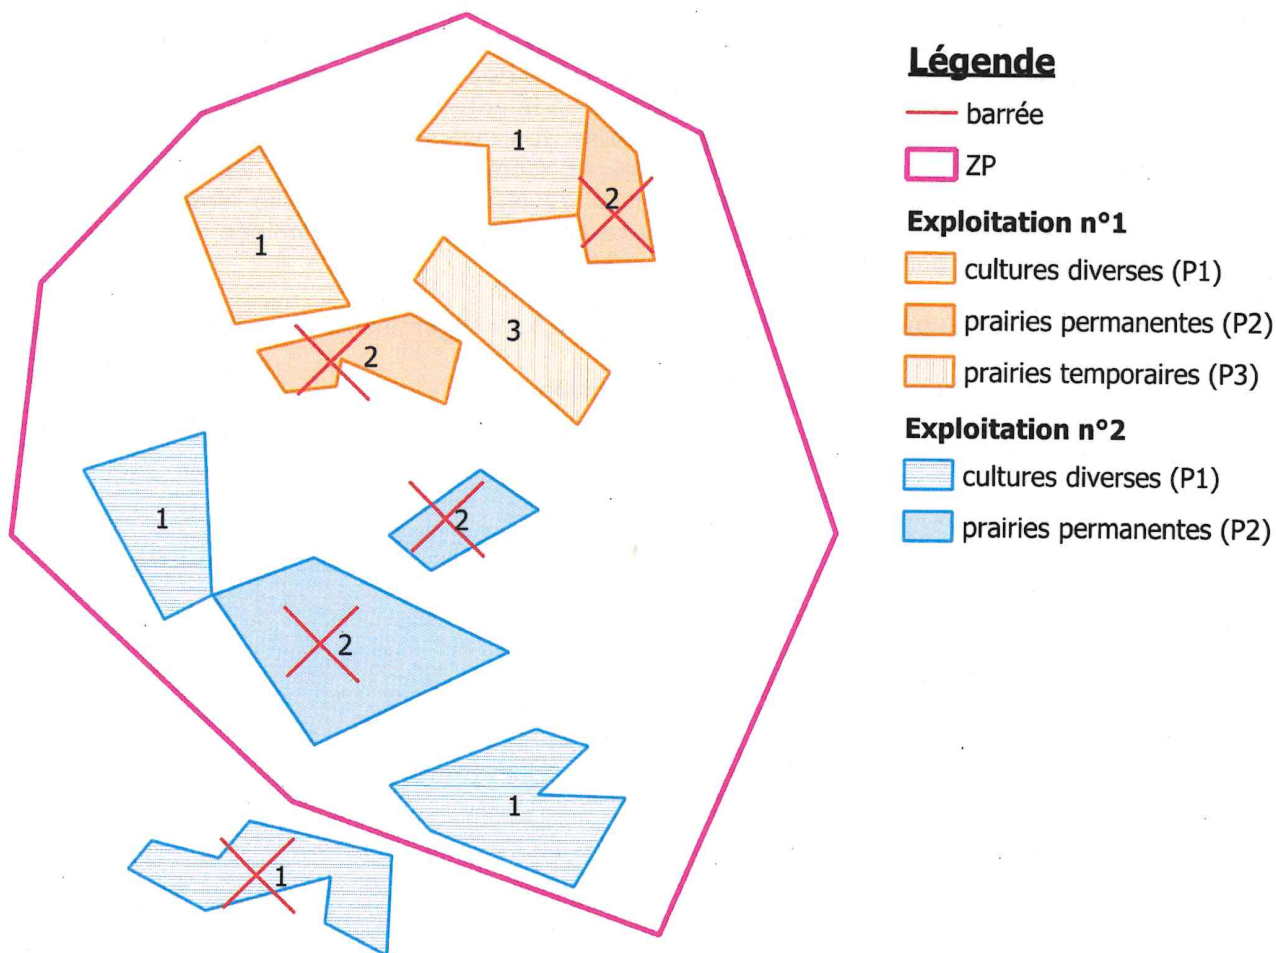 Légende
barrée
ZP
Exploitation n°1
cultures diverses (P1)
prairies permanentes (P2)
prairies temporaires (P3)
Exploitation n°2
cultures diverses (P1)
prairies permanentes (P2)
1
2
1
3
2
1
2
2
1
1